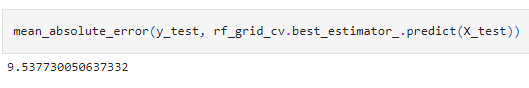 mean_absolute_error(y_test, rf_grid_cv.best_estimator_.predict(X_test))
9.537730050637332